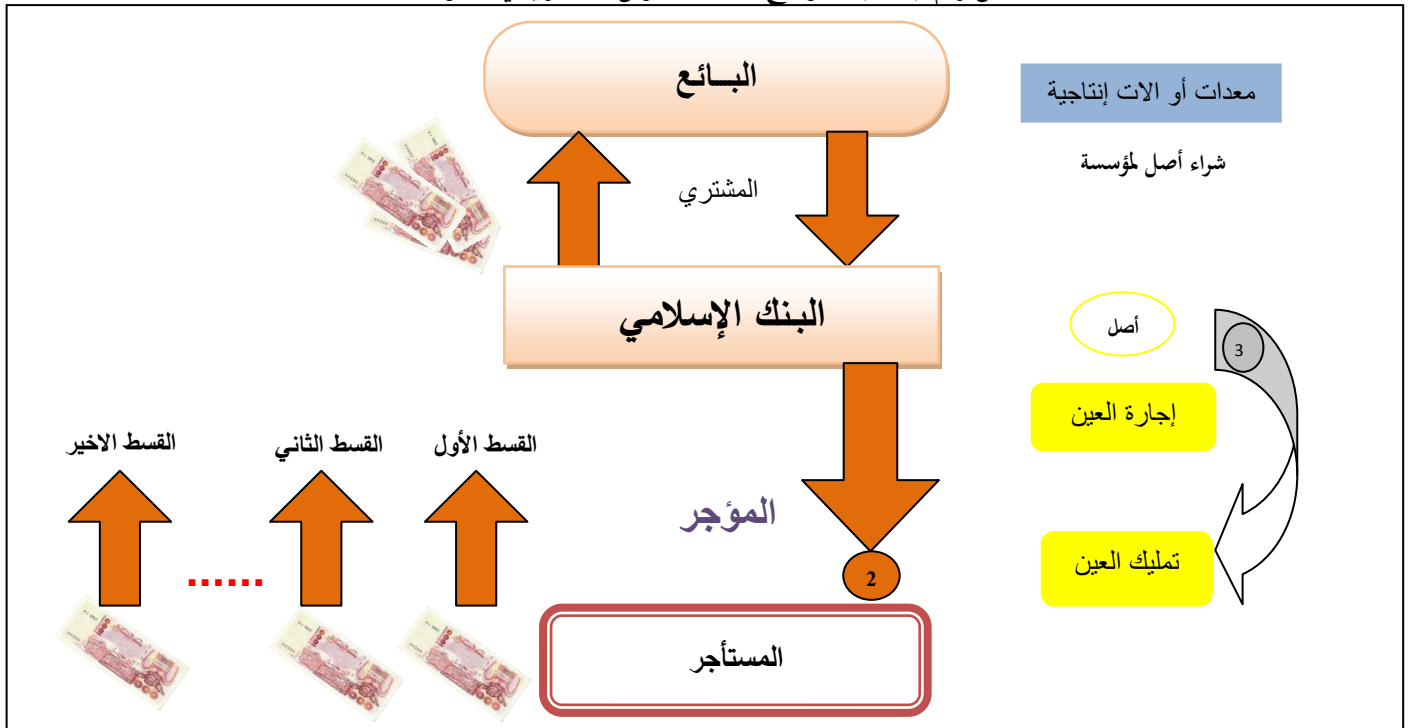 البـــائـع
معدات أو الات إنتاجية
شراء أصل لمؤسسة
المشتري
البنك الإسلامي
أصل
3
إجارة العين
القسط الأول
القسط الثاني
القسط الاخير
المؤجر
......
تمليك العين
2
المستأجر